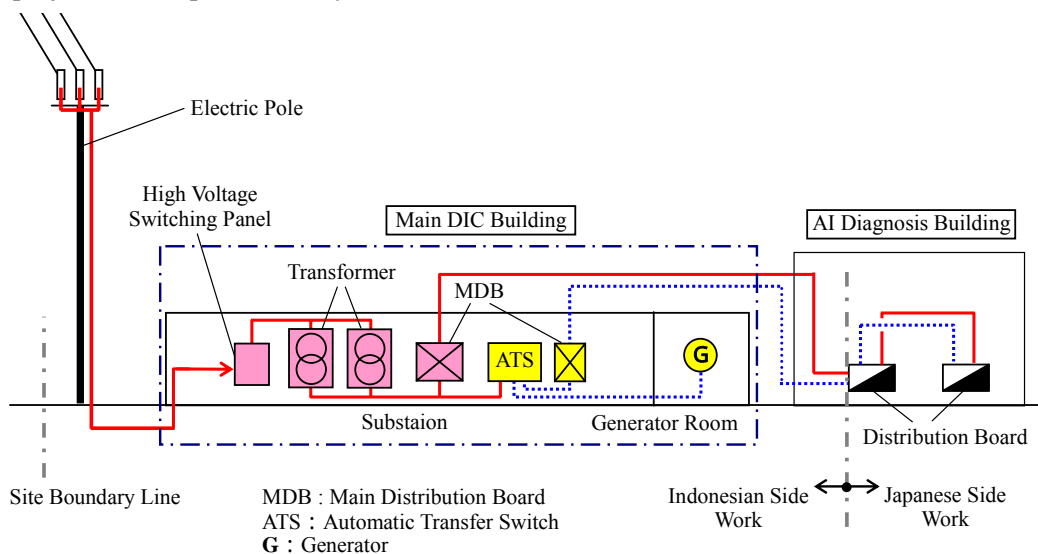 Electric Pole
High Voltage
Switching Panel
Main DIC Building
AI Diagnosis Building
Transformer
MDB
ATS
G
Substaion
Generator Room
Distribution Board
Site Boundary Line
MDB : Main Distribution Board
ATS : Automatic Transfer Switch
G : Generator
Indonesian Side
Work
Japanese Side
Work